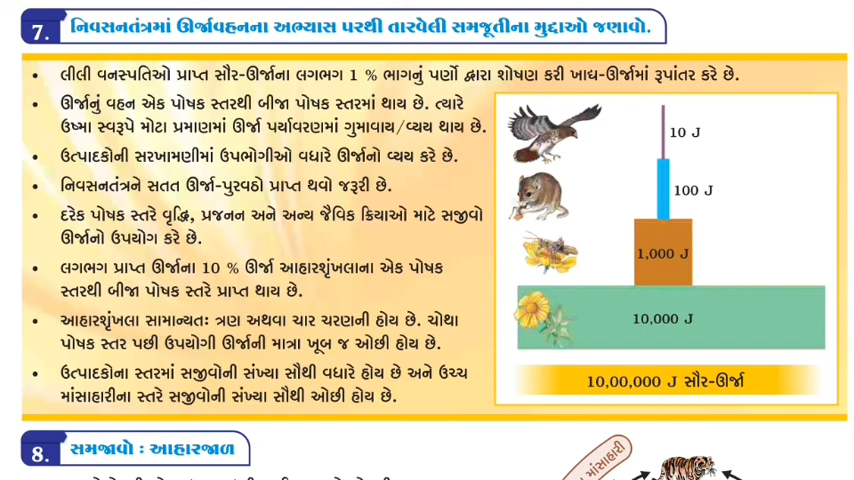 7. નિવસનતંત્રમાં ઊર્જાવહનના અભ્યાસ પરથી તારવેલી સમજૂતીના મુદ્દાઓ જણાવો.
• લીલી વનસ્પતિઓ પ્રાપ્ત સૌર-ઊર્જાના લગભગ 1 % ભાગનું પર્ણો દ્વારા શોષણ કરી ખાદ્ય-ઊર્જામાં રૂપાંતર કરે છે.
• ઊર્જાનું વહન એક પોષક સ્તરથી બીજા પોષક સ્તરમાં થાય છે. ત્યારે
ઉષ્મા સ્વરૂપે મોટા પ્રમાણમાં ઊર્જા પર્યાવરણમાં ગુમાવાય/વ્યય થાય છે.
• ઉત્પાદકોની સરખામણીમાં ઉપભોગીઓ વધારે ઊર્જાનો વ્યય કરે છે.
• નિવસનતંત્રને સતત ઊર્જા-પુરવઠો પ્રાપ્ત થવો જરૂરી છે.
• દરેક પોષક સ્તરે વૃદ્ધિ, પ્રજનન અને અન્ય જૈવિક ક્રિયાઓ માટે સજીવો
ઊર્જાનો ઉપયોગ કરે છે.
• લગભગ પ્રાપ્ત ઊર્જાના 10 % ઊર્જા આહારશૃંખલાના એક પોષક
સ્તરથી બીજા પોષક સ્તરે પ્રાપ્ત થાય છે.
• આહારશૃંખલા સામાન્યતઃ ત્રણ અથવા ચાર ચરણની હોય છે. ચોથા
પોષક સ્તર પછી ઉપયોગી ઊર્જાની માત્રા ખૂબ જ ઓછી હોય છે.
• ઉત્પાદકોના સ્તરમાં સજીવોની સંખ્યા સૌથી વધારે હોય છે અને ઉચ્ચ
માંસાહારીના સ્તરે સજીવોની સંખ્યા સૌથી ઓછી હોય છે.
10 J
100 J
1,000 J
10,000 J
10,00,000 J સૌર-ઊર્જા
8. સમજાવો : આહારજાળ
માંસાહારી